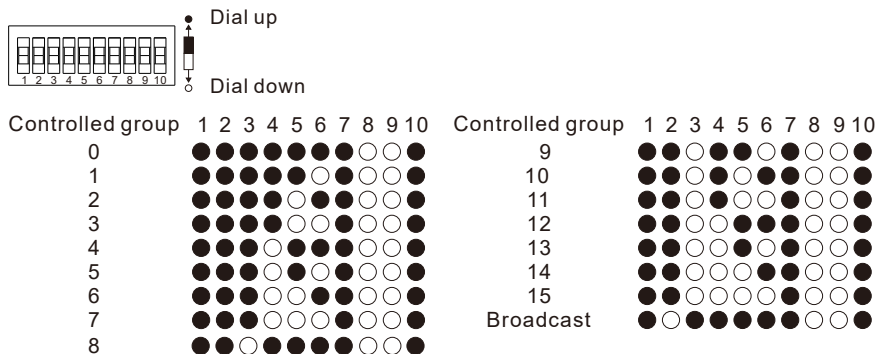 Dial up
1 2 3 4 5 6 7 8 9 10
Dial down
Controlled group 1 2 3 4 5 6 7 8 9 10
0
1
2
3
4
5
6
7
8
Controlled group 1 2 3 4 5 6 7 8 9 10
9
10
11
12
13
14
15
Broadcast